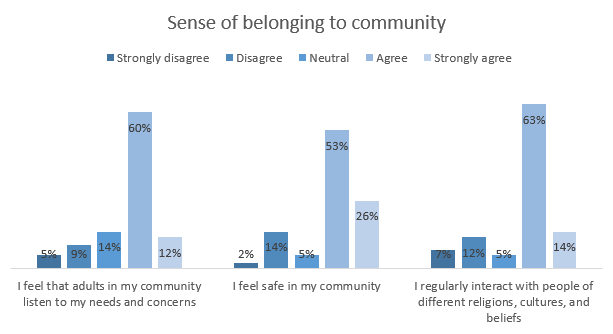 Sense of belonging to community
Strongly disagree Disagree Neutral Agree Strongly agree
5% 9% 14% 60% 12%
2% 14% 5% 53% 26%
7% 12% 5% 63% 14%
I feel that adults in my community
listen to my needs and concerns
I feel safe in my community
I regularly interact with people of
different religions, cultures, and
beliefs